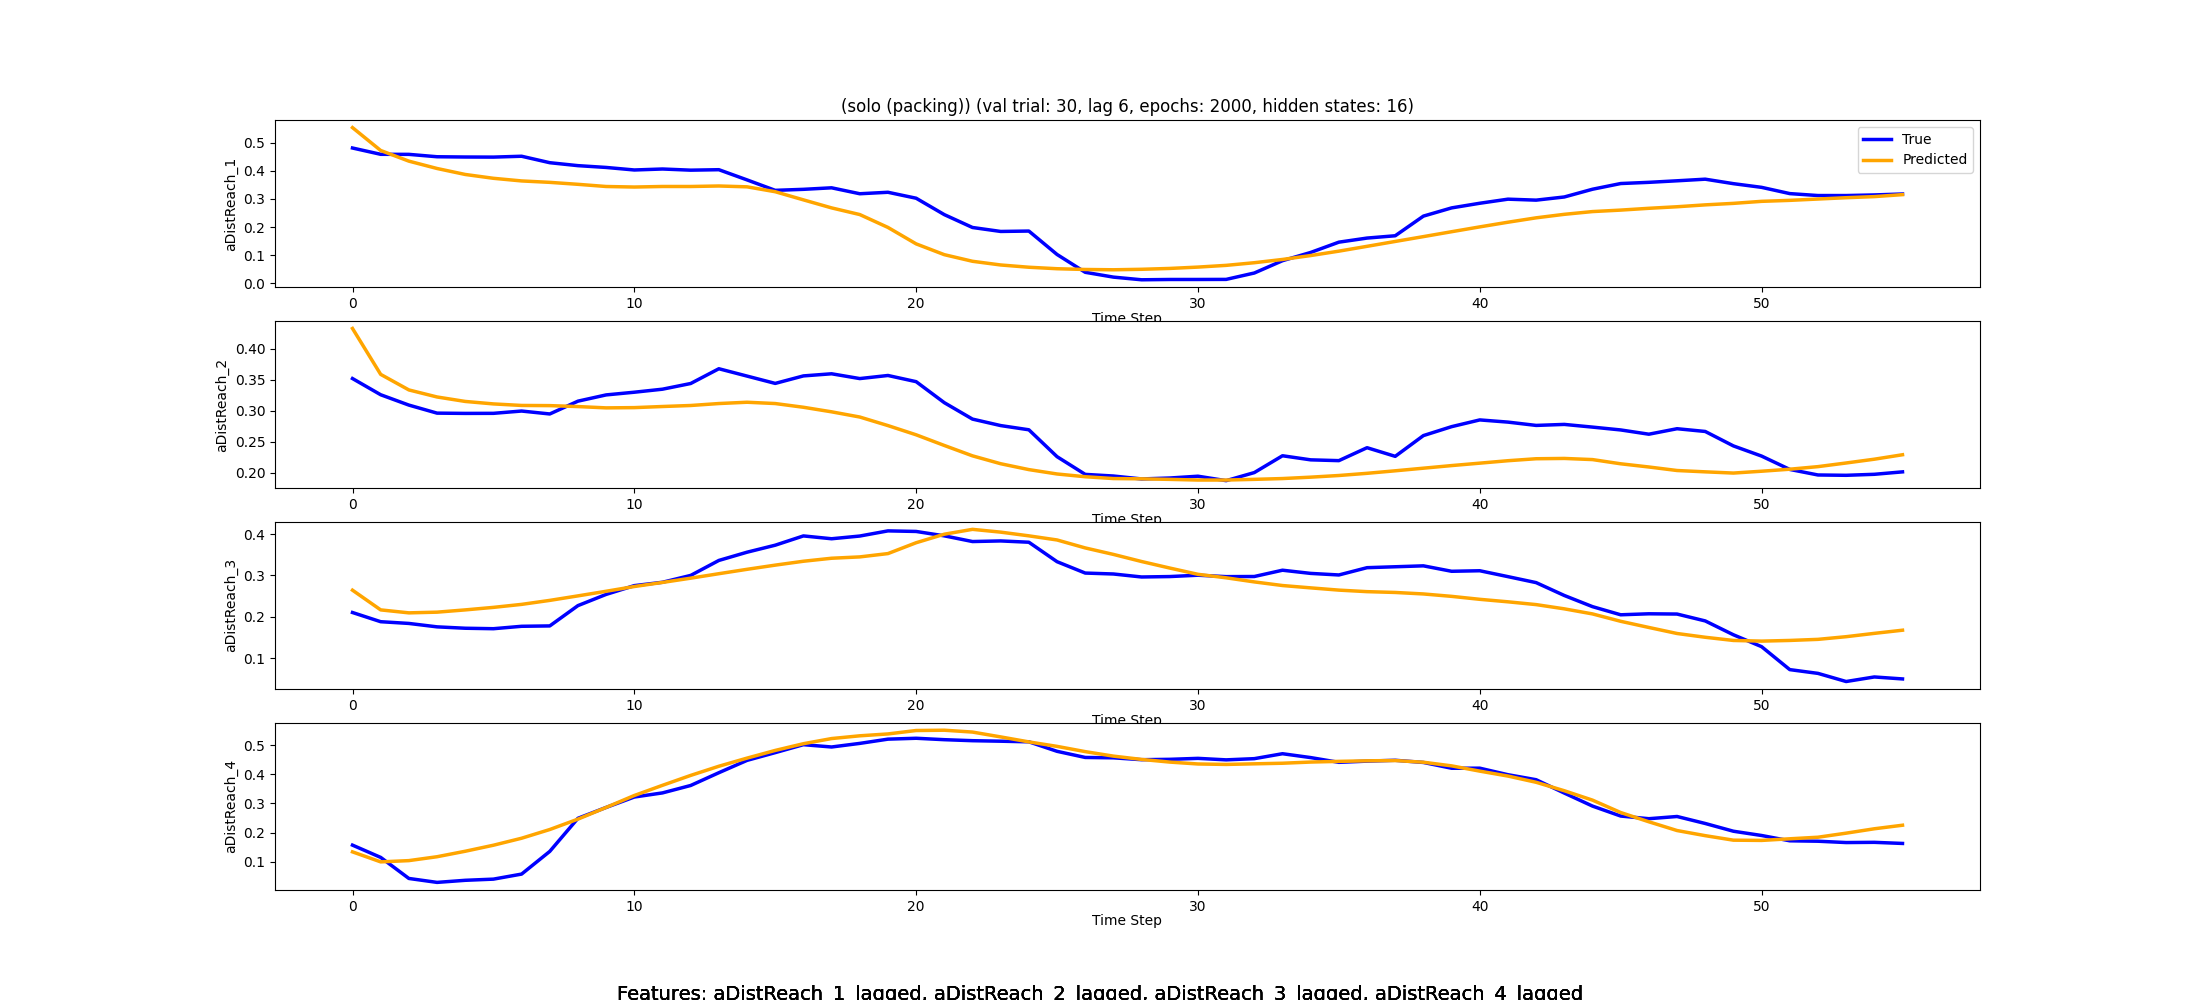 (solo (packing)) (val trial: 30, lag 6, epochs: 2000, hidden states: 16)
True
Predicted
aDistReach_1
0.5
0.4
0.3
0.2
0.1
0.0
0 10 20 30 40 50
Time Step
aDistReach_2
0.40
0.35
0.30
0.25
0.20
0 10 20 30 40 50
Time Step
aDistReach_3
0.4
0.3
0.2
0.1
0 10 20 30 40 50
Time Step
aDistReach_4
0.5
0.4
0.3
0.2
0.1
0 10 20 30 40 50
Time Step
Features: aDistReach_1_lagged, aDistReach_2_lagged, aDistReach_3_lagged, aDistReach_4_lagged